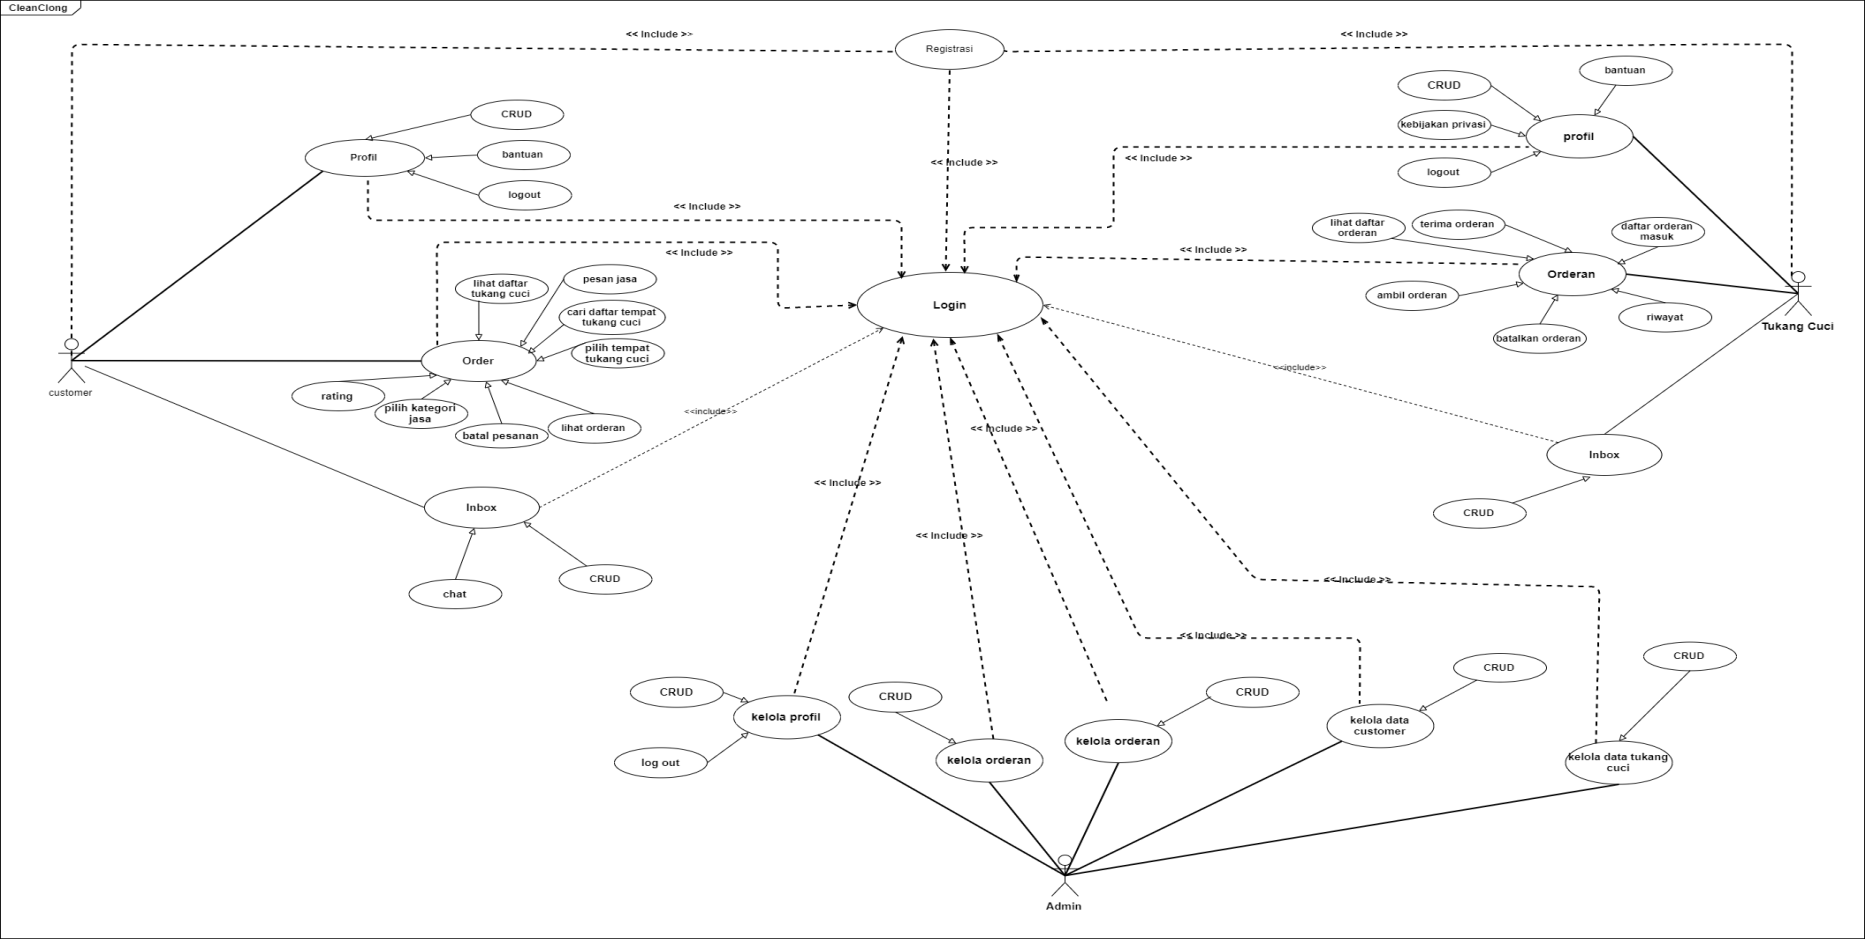 CleanClong
<< Include >>
<< Include >>
Registrasi
bantuan
CRUD
CRUD
kebijakan privasi
profil
Profil
bantuan
<< Include >>
<< Include >>
logout
logout
<< Include >>
lihat daftar
orderan
terima orderan
daftar orderan
masuk
<< Include >>
<< Include >>
Orderan
lihat daftar
tukang cuci
pesan jasa
ambil orderan
Login
cari daftar tempat
tukang cuci
riwayat
Tukang Cuci
batalkan orderan
pilih tempat
tukang cuci
Order
<<include>>
customer
rating
pilih kategori
jasa
<<include>>
batal pesanan
lihat orderan
<< Include >>
Inbox
<< Include >>
Inbox
CRUD
<< Include >>
CRUD
<< Include >>
chat
<< Include >>
CRUD
CRUD
CRUD
CRUD
CRUD
kelola profil
kelola data
customer
kelola orderan
kelola orderan
log out
kelola data tukang
cuci
Admin